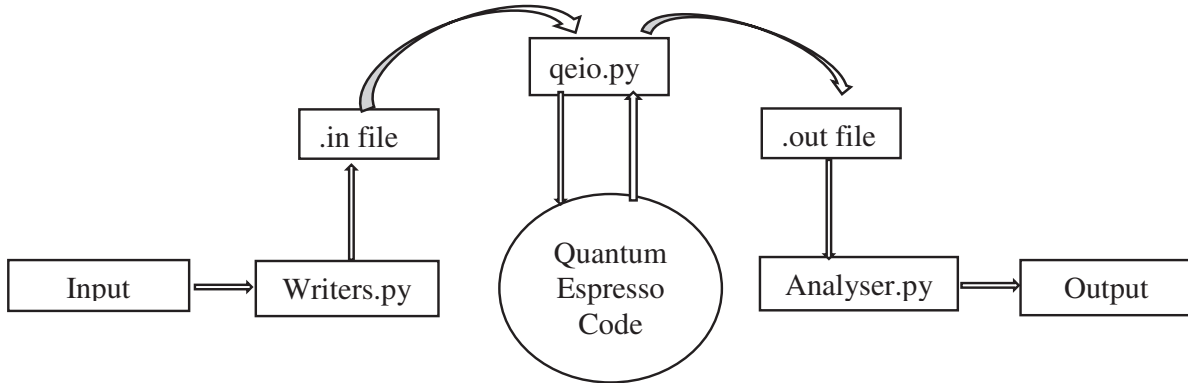 qeio.py
.in file
.out file
Quantum
Espresso
Code
Input
Writers.py
Analyser.py
Output